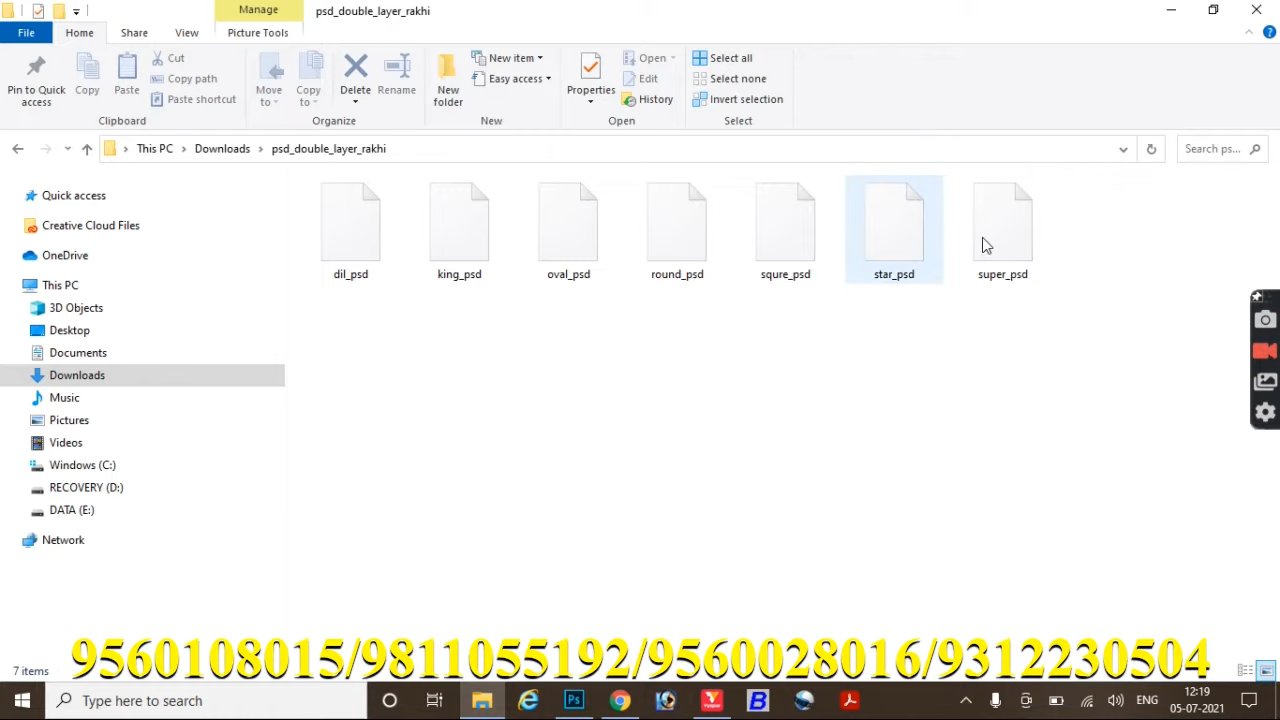 Manage
psd_double_layer_rakhi
File
Home
Share
View
Picture Tools
Pin to Quick access
Copy
Paste
Cut
Copy path
Paste shortcut
Clipboard
Move to
Copy to
Delete
Rename
Organize
New folder
New item
Easy access
New
Properties
Open
Edit
History
Open
Select all
Select none
Invert selection
Select
This PC
Downloads
psd_double_layer_rakhi
Search ps...
Quick access
Creative Cloud Files
OneDrive
This PC
3D Objects
Desktop
Documents
Downloads
Music
Pictures
Videos
Windows (C:)
RECOVERY (D:)
DATA (E:)
Network
dil_psd
king_psd
oval_psd
round_psd
squre_psd
star_psd
super_psd
7 items
9560108015/9811055192/9560028016/9312230504
Type here to search
Ps
ENG
12:19
05-07-2021